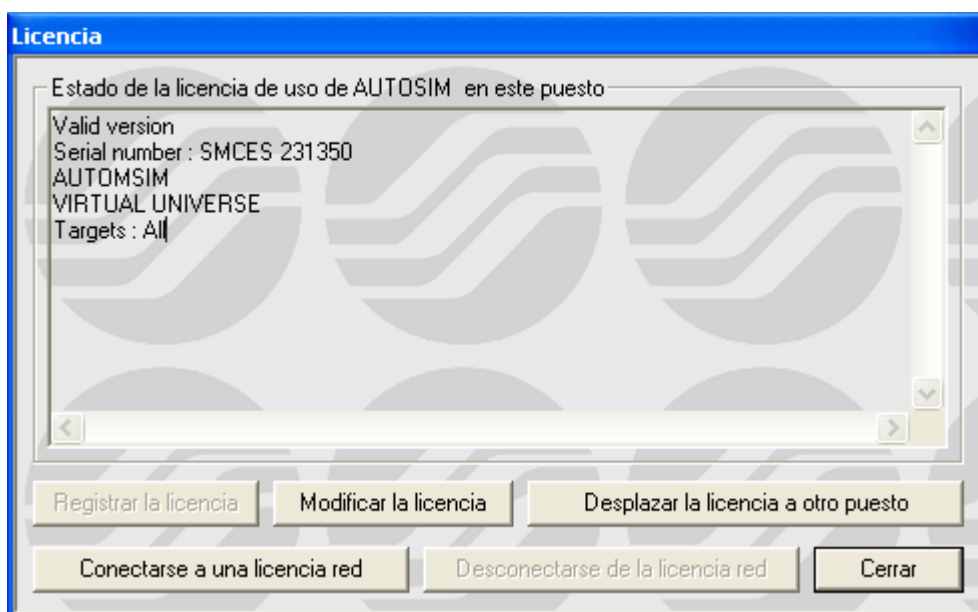 Licencia
Estado de la licencia de uso de AUTOSIM en este puesto
Valid version
Serial number : SMCES 231350
AUTOMSIM
VIRTUAL UNIVERSE
Targets : All
Registrar la licencia Modificar la licencia Desplazar la licencia a otro puesto
Conectarse a una licencia red Desconectarse de la licencia red Cerrar